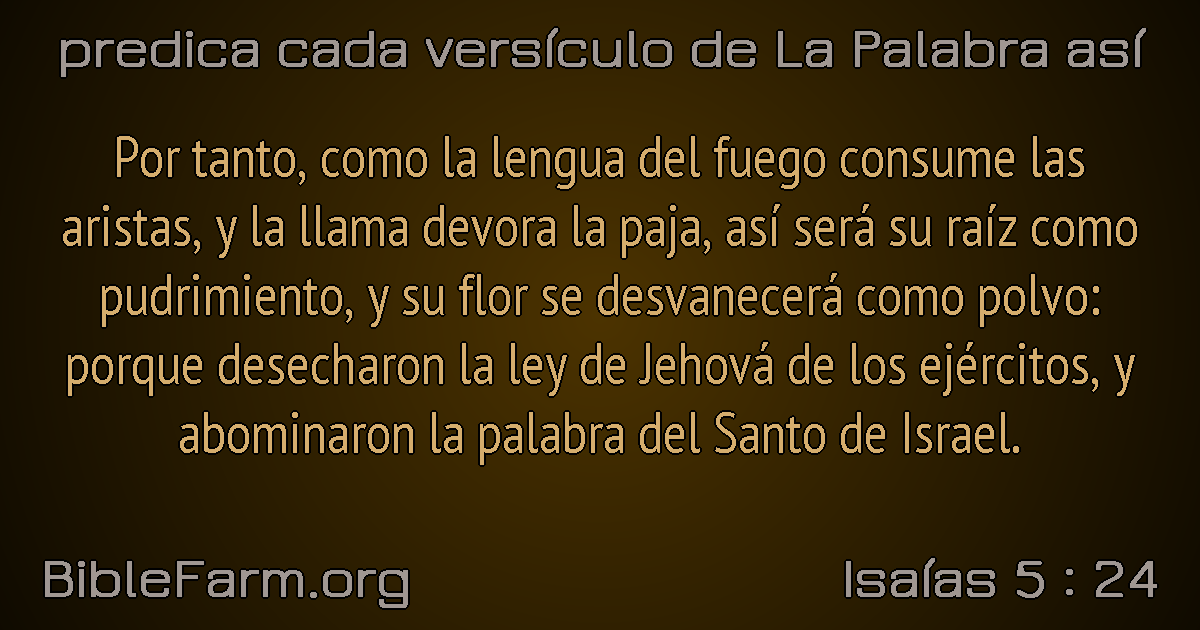 predica cada versículo de La Palabra así
Por tanto, como la lengua del fuego consume las
aristas, y la llama devora la paja, así será su raíz como
pudrimiento, y su flor se desvanecerá como polvo:
porque desecharon la ley de Jehová de los ejércitos, y
abominaron la palabra del Santo de Israel.
BibleFarm.org
Isaías 5 : 24